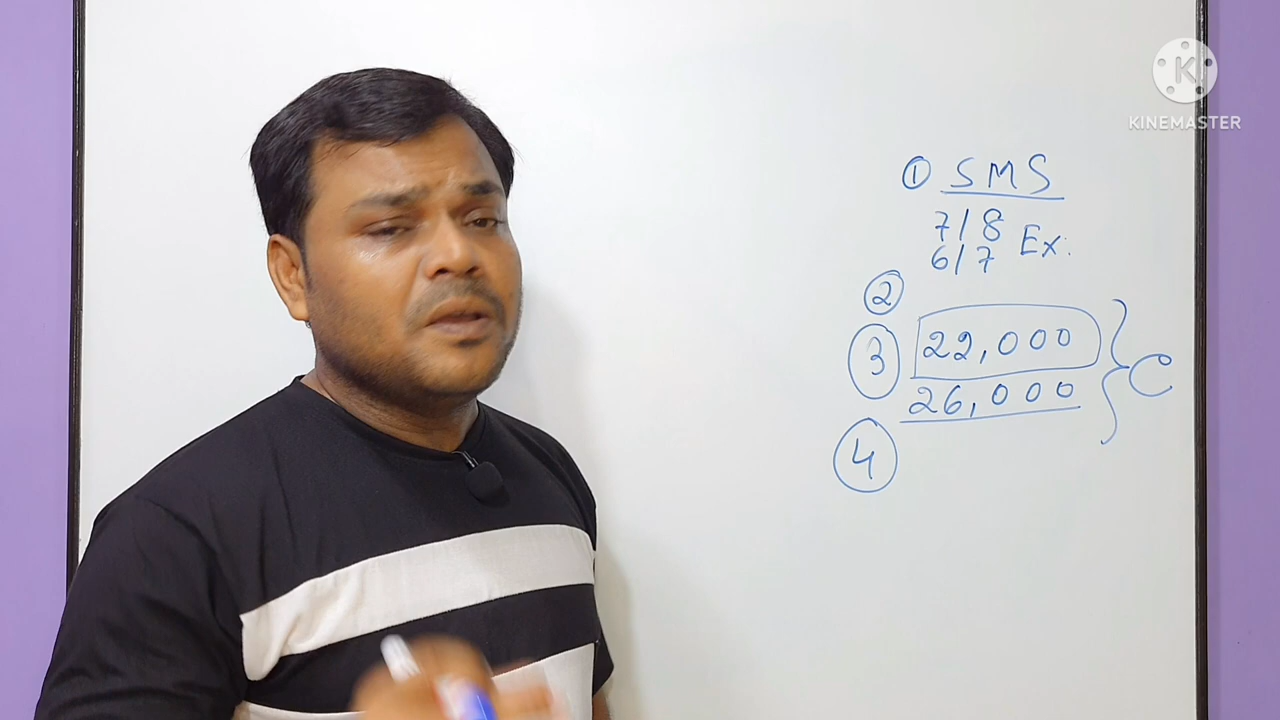 K
KINEMASTER
① SMS
7/8
6/7 Ex:
②
③ 22,000
26,000 } C
④